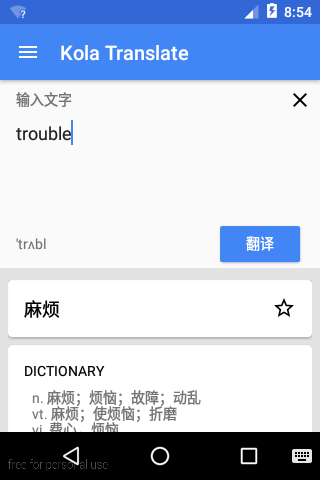 8:54
Kola Translate
输入文字
trouble
'trʌbl
翻译
麻烦
DICTIONARY
n. 麻烦；烦恼；故障；动乱
vt. 麻烦；使烦恼；折磨
vi. 费心，烦恼
free for personal use